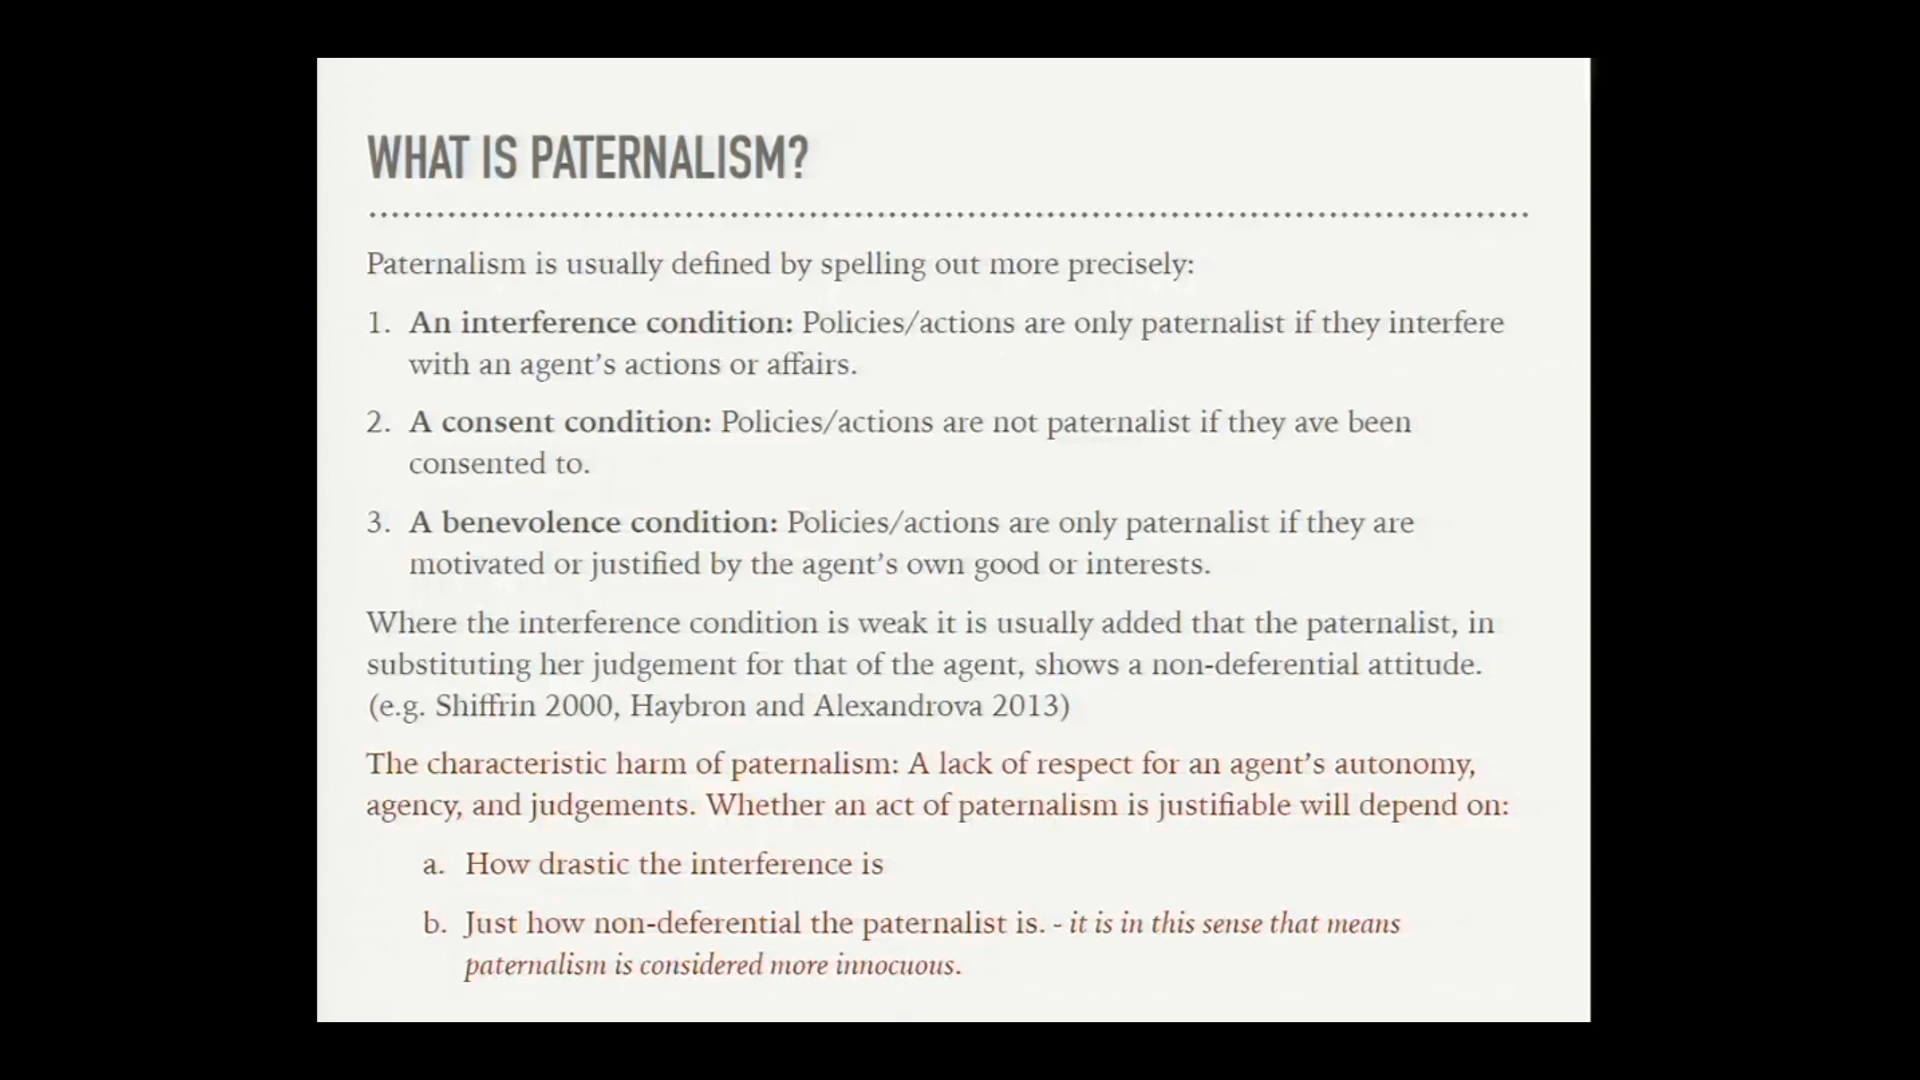 WHAT IS PATERNALISM?
Paternalism is usually defined by spelling out more precisely:
1. An interference condition: Policies/actions are only paternalist if they interfere
with an agent’s actions or affairs.
2. A consent condition: Policies/actions are not paternalist if they ave been
consented to.
3. A benevolence condition: Policies/actions are only paternalist if they are
motivated or justified by the agent’s own good or interests.
Where the interference condition is weak it is usually added that the paternalist, in
substituting her judgement for that of the agent, shows a non-deferential attitude.
(e.g. Shiffrin 2000, Haybron and Alexandrova 2013)
The characteristic harm of paternalism: A lack of respect for an agent’s autonomy,
agency, and judgements. Whether an act of paternalism is justifiable will depend on:
a. How drastic the interference is
b. Just how non-deferential the paternalist is. - it is in this sense that means
paternalism is considered more innocuous.